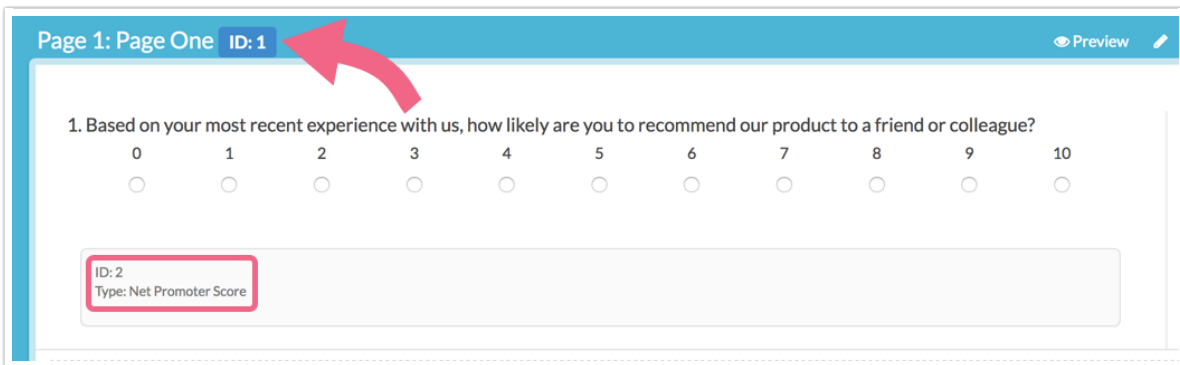 Page 1: Page One ID: 1
Preview
1. Based on your most recent experience with us, how likely are you to recommend our product to a friend or colleague?
0 1 2 3 4 5 6 7 8 9 10
ID: 2
Type: Net Promoter Score